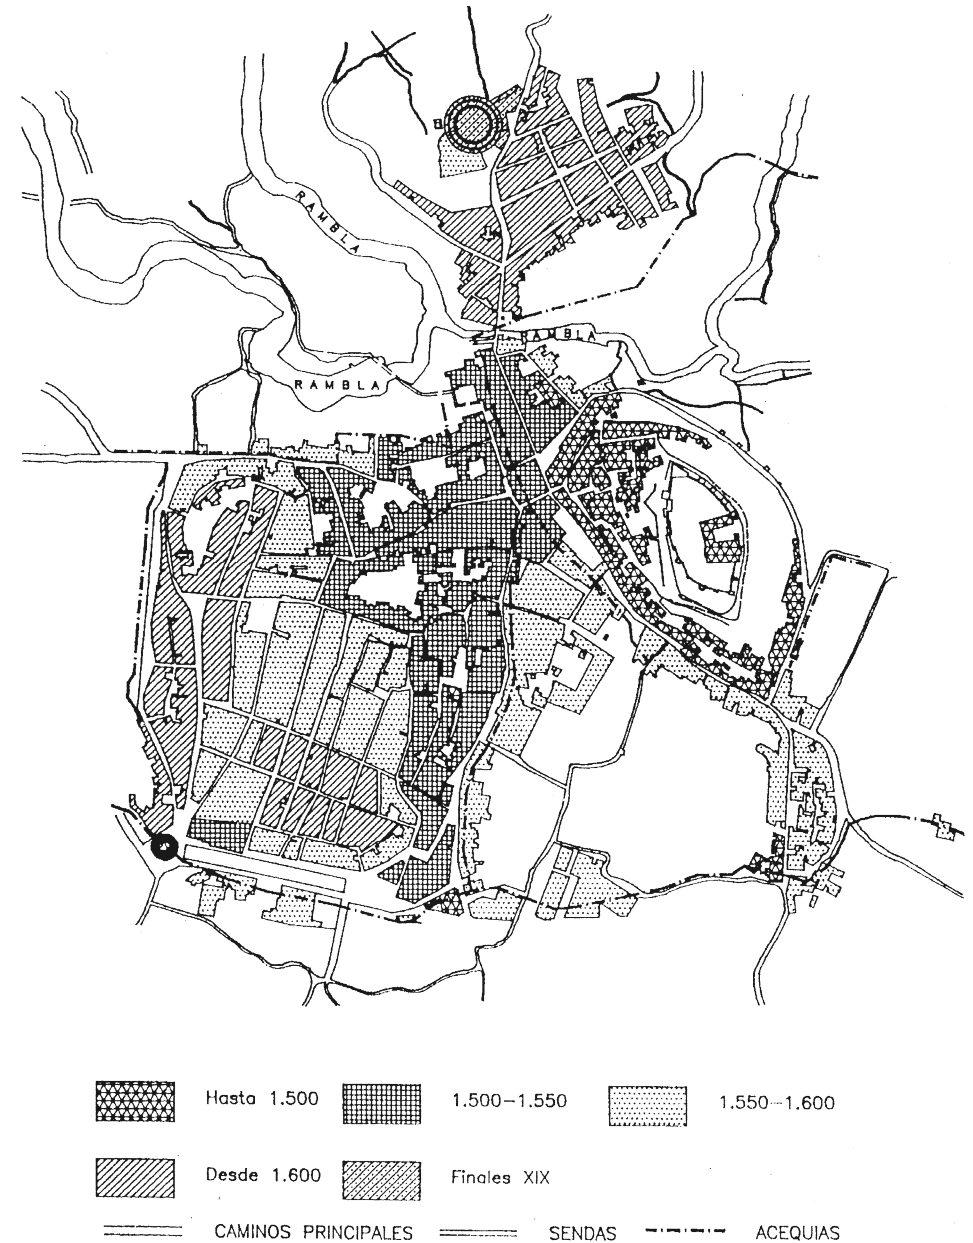 RAMBLA
RAMBLA
RAMBLA
Hasta 1.500
1.500-1.550
1.550-1.600
Desde 1.600
Finales XIX
CAMINOS PRINCIPALES
SENDAS
ACEQUIAS